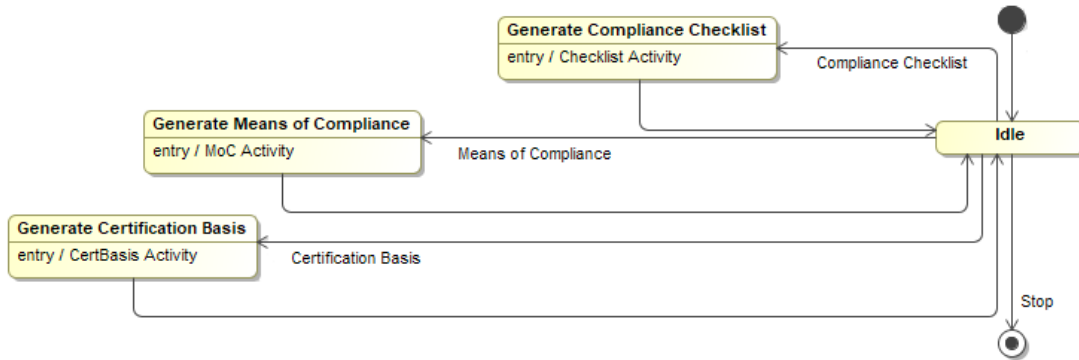 Generate Compliance Checklist
entry / Checklist Activity
Compliance Checklist
Generate Means of Compliance
entry / MoC Activity
Means of Compliance
Idle
Generate Certification Basis
entry / CertBasis Activity
Certification Basis
Stop